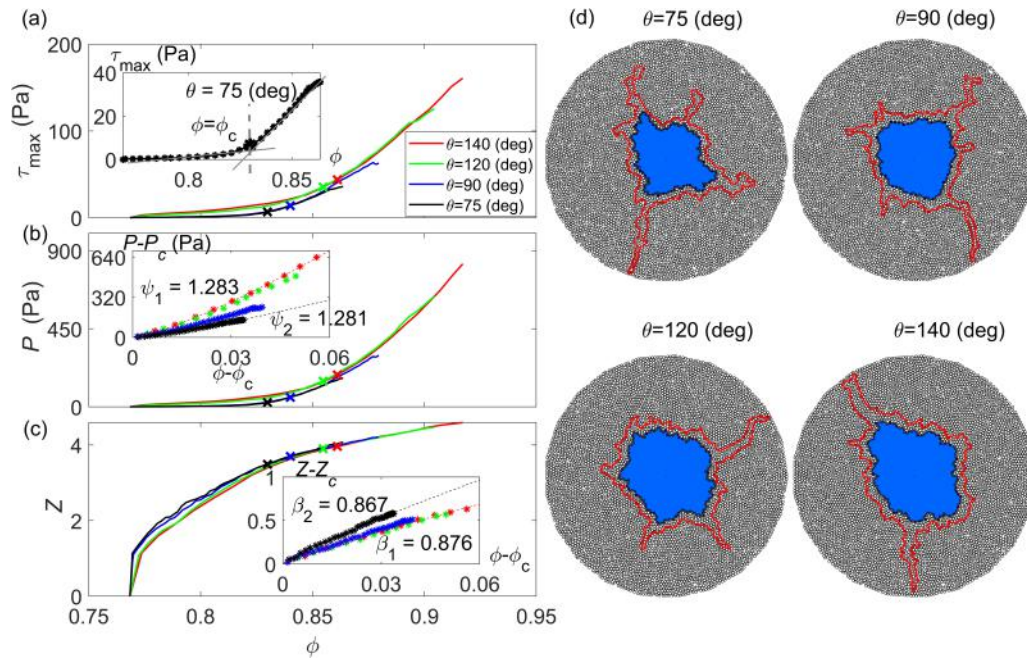 (a)
200
100
0
τmax (Pa)
τmax (Pa)
40
20
0
θ = 75 (deg)
ϕ=ϕc
0.8
0.85
ϕ
θ=140 (deg)
θ=120 (deg)
θ=90 (deg)
θ=75 (deg)
(b)
900
450
0
P (Pa)
P-Pc (Pa)
640
320
0
ψ1 = 1.283
ψ2 = 1.281
0
0.03
0.06
ϕ-ϕc
(c)
4
2
0
Z
1
Z-Zc
1
0.5
0
β2 = 0.867
β1 = 0.876
ϕ-ϕc
0
0.03
0.06
0.75
0.8
0.85
0.9
0.95
ϕ
(d)
θ=75 (deg)
θ=90 (deg)
θ=120 (deg)
θ=140 (deg)